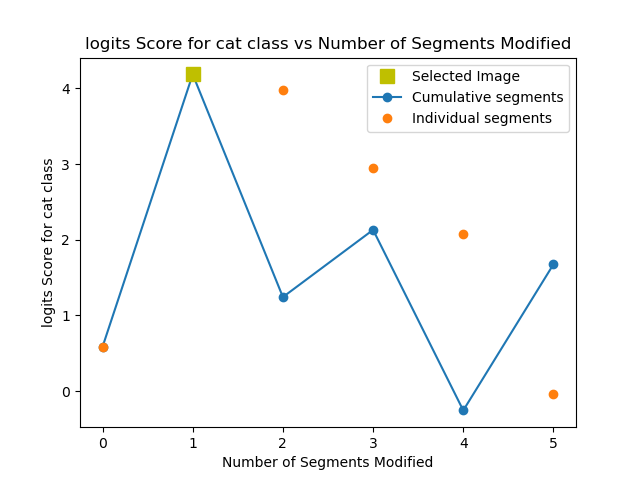 logits Score for cat class vs Number of Segments Modified
Selected Image
Cumulative segments
Individual segments
logits Score for cat class
4
3
2
1
0
0 1 2 3 4 5
Number of Segments Modified